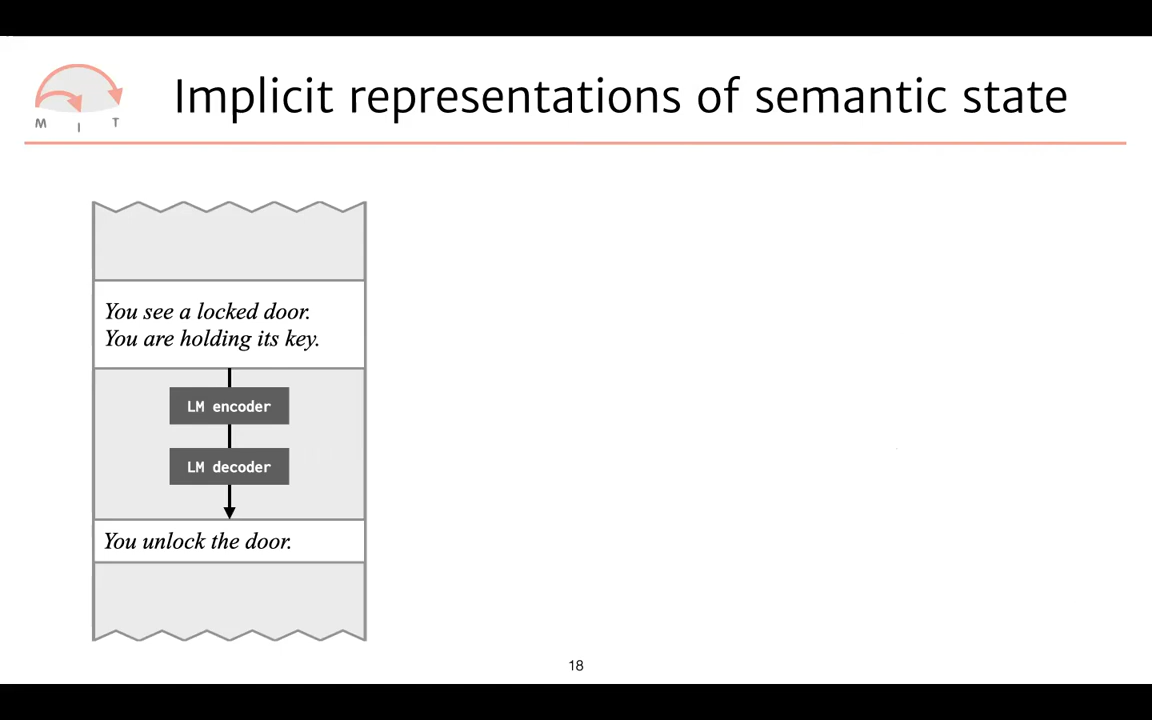 Implicit representations of semantic state
M I T
You see a locked door.
You are holding its key.
LM encoder
LM decoder
You unlock the door.
18